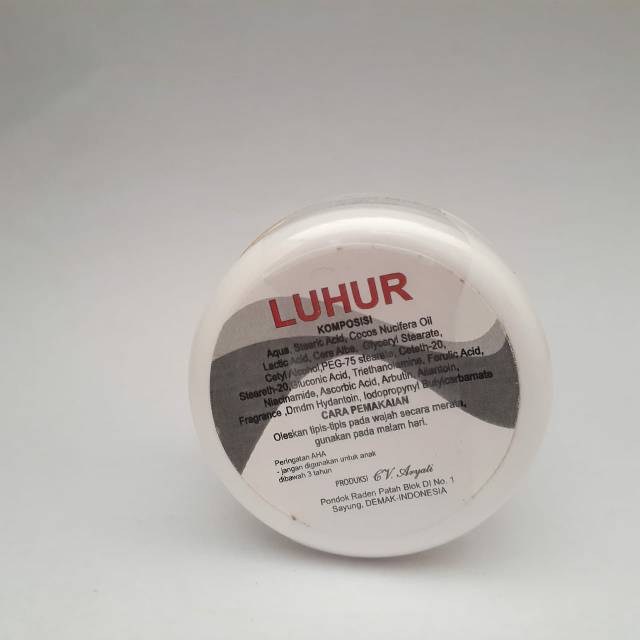 LUHUR
KOMPOSISI
Aqua, Stearic Acid, Cocos Nucifera Oil
Lactic Acid, Cera Alba, Glyceryl Stearate,
Cetyl Alcohol,PEG-75 stearate, Ceteth-20,
Steareth-20,Gluconic Acid, Triethanolamine, Ferulic Acid,
Niacinamide, Ascorbic Acid, Arbutin, Allantoin,
Fragrance ,Dmdm Hydantoin, Iodopropynyl Butylcarbamate
CARA PEMAKAIAN
Oleskan tipis-tipis pada wajah secara merata,
gunakan pada malam hari.
Peringatan AHA
- jangan digunakan untuk anak
dibawah 3 tahun
PRODUKSI CV. Aryati
Pondok Raden Patah Blok DI No. 1
Sayung, DEMAK-INDONESIA